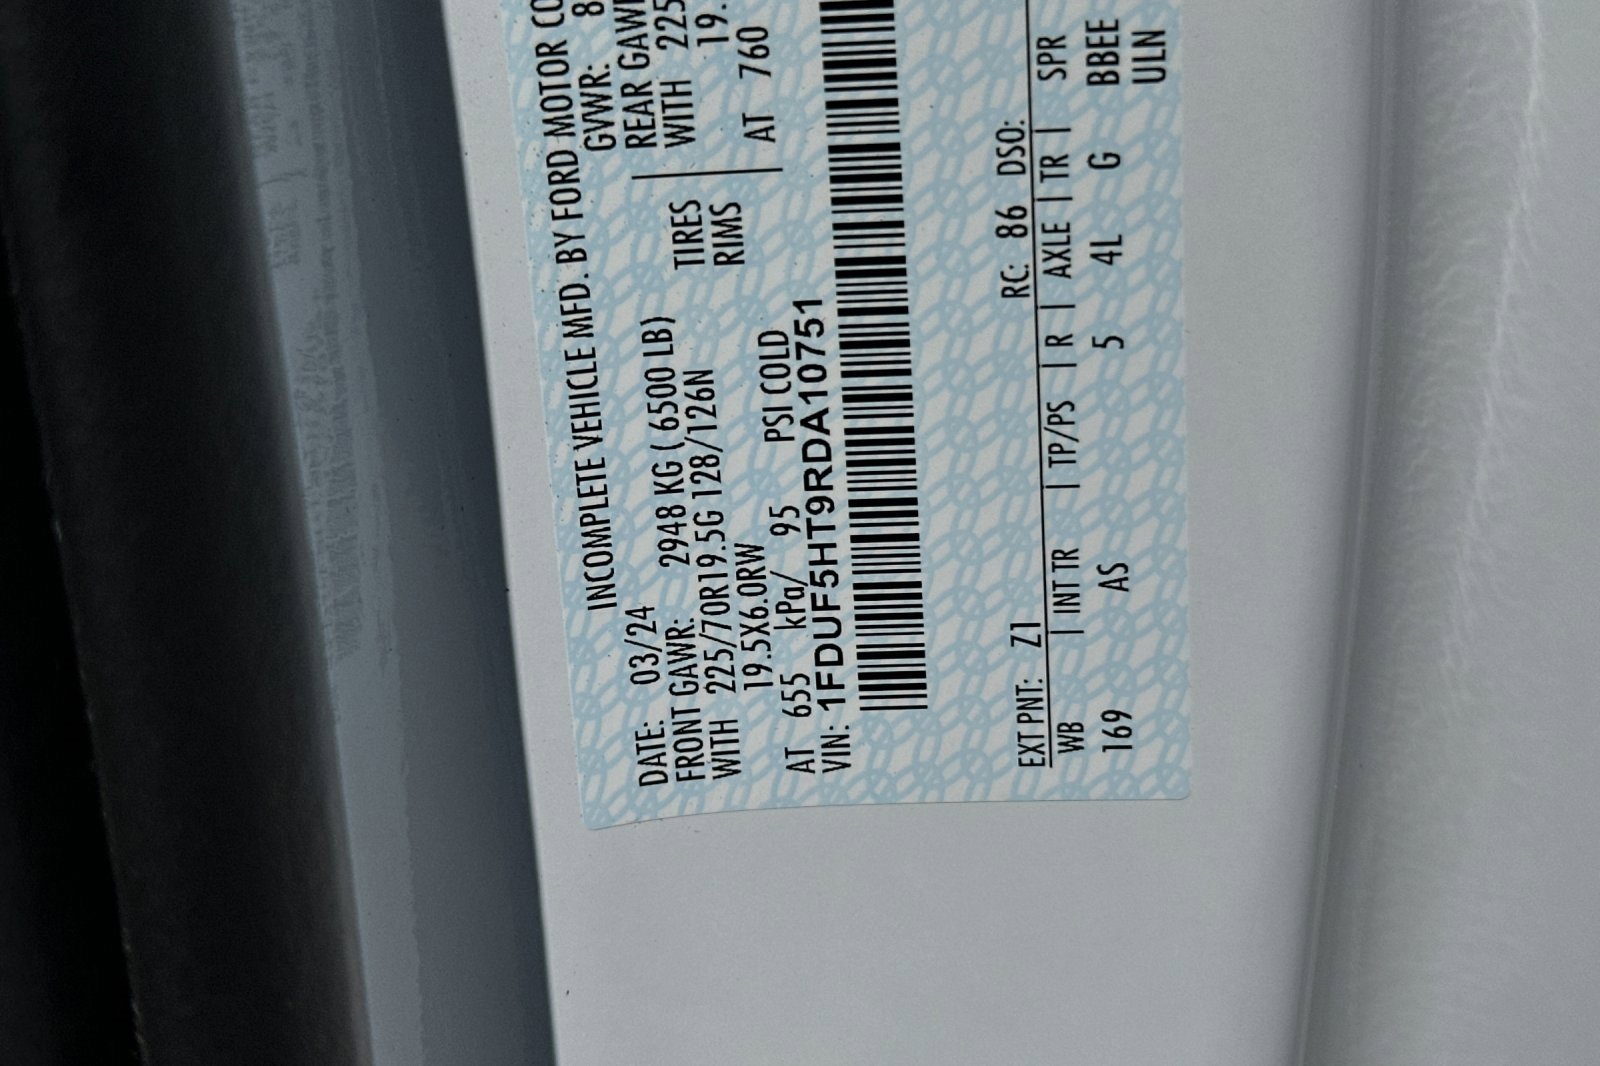 INCOMPLETE VEHICLE MFD. BY FORD MOTOR CO
DATE: 03/24 GVWR: 8
FRONT GAWR: 2948 KG ( 6500 LB) REAR GAWR
WITH 225/70R19.5G 128/126N TIRES WITH 225
19.5X6.0RW RIMS 19.
AT 655 kPa/ 95 PSI COLD AT 760
VIN: 1FDUF5HT9RDA10751
EXT PNT: Z1 RC: 86 DSO:
WB | INT TR | TP/PS | R | AXLE | TR | SPR
169 AS 5 4L G BBEE
ULN